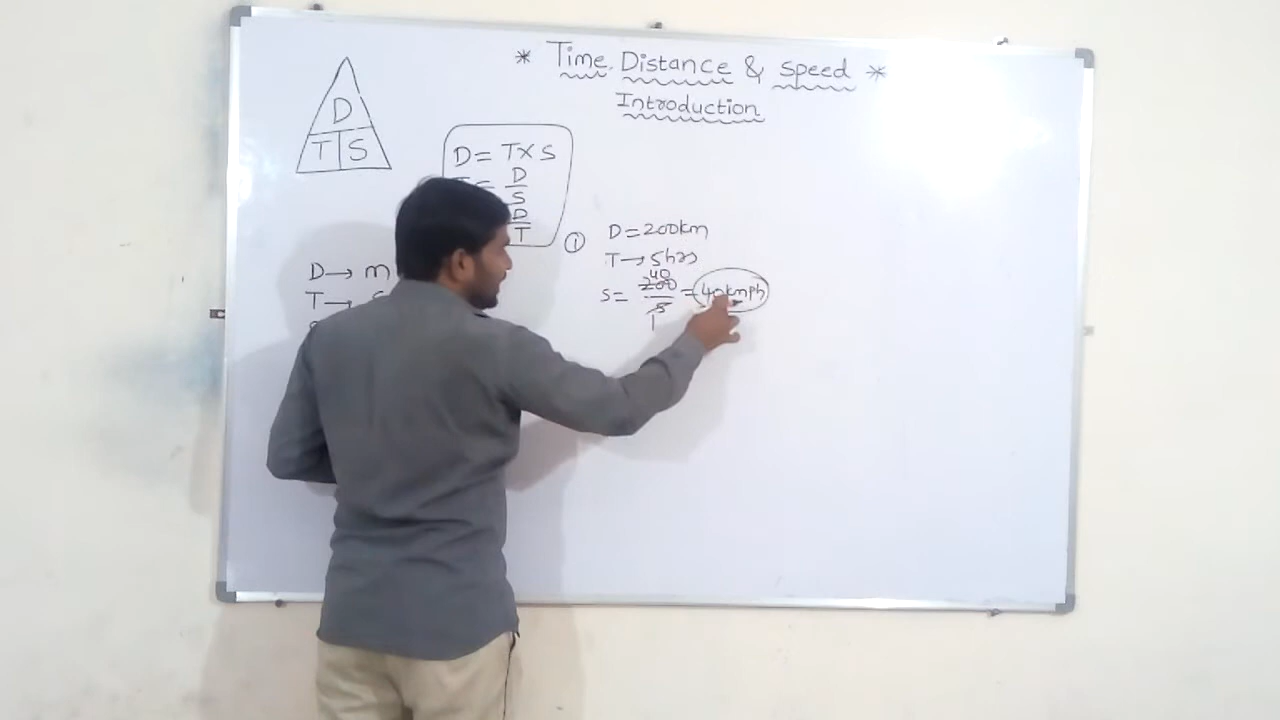 * Time, Distance & speed *
Introduction
D
T S
D = T X S
= D
S
D
T
D → m
T →
① D = 200km
T → 5hrs
40
S = 200 = 40kmph
5
1